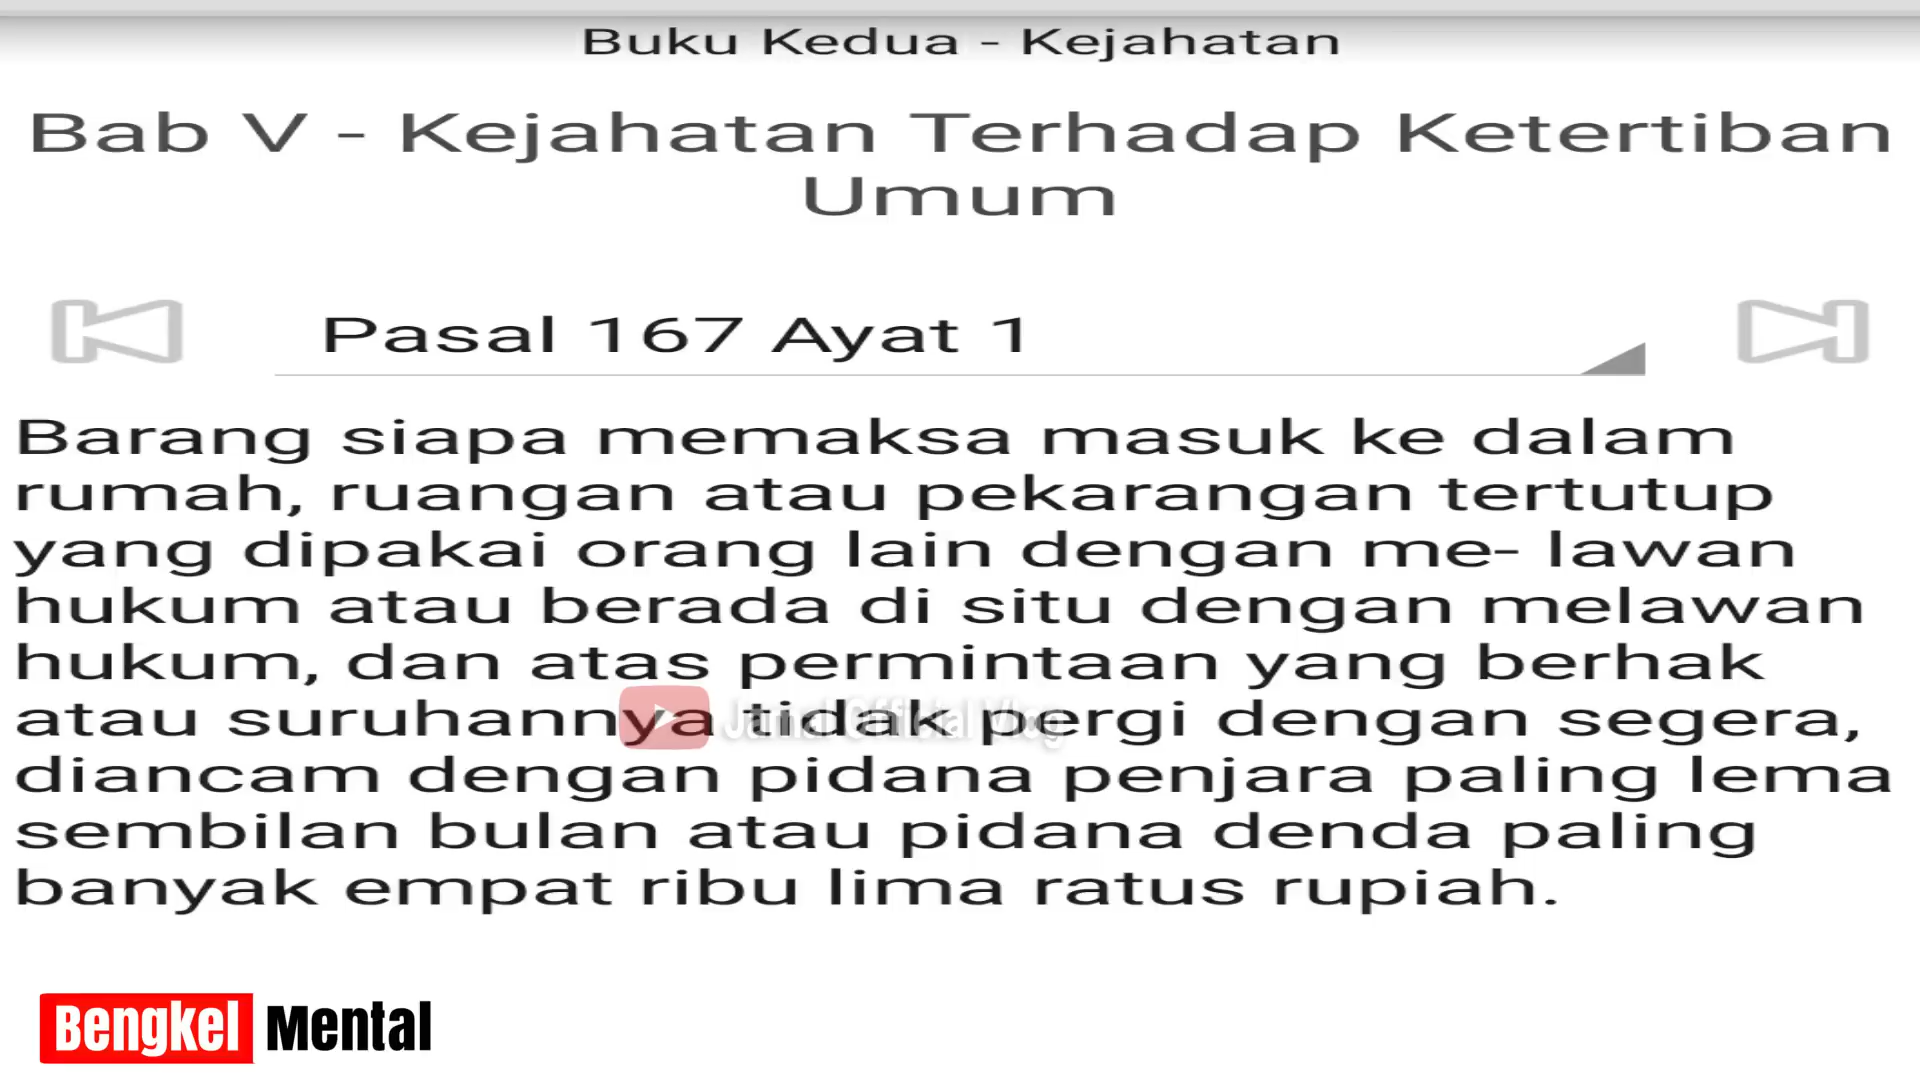 Buku Kedua - Kejahatan
Bab V - Kejahatan Terhadap Ketertiban
Umum
Pasal 167 Ayat 1
Barang siapa memaksa masuk ke dalam
rumah, ruangan atau pekarangan tertutup
yang dipakai orang lain dengan me- lawan
hukum atau berada di situ dengan melawan
hukum, dan atas permintaan yang berhak
atau suruhannya tidak pergi dengan segera,
diancam dengan pidana penjara paling lema
sembilan bulan atau pidana denda paling
banyak empat ribu lima ratus rupiah.
Official Vlog
Bengkel Mental